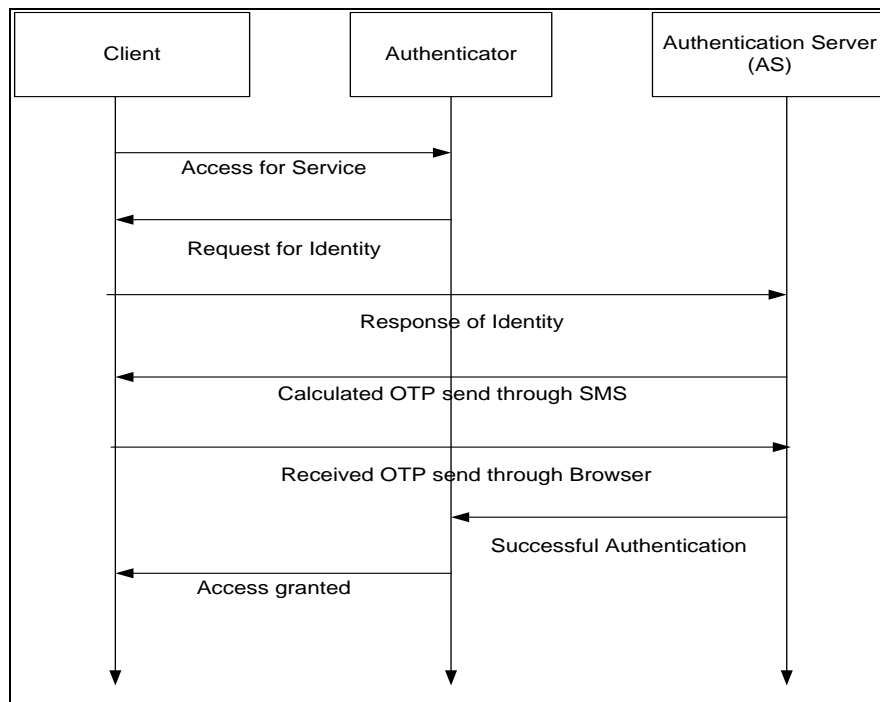 Client
Authenticator
Authentication Server
(AS)
Access for Service
Request for Identity
Response of Identity
Calculated OTP send through SMS
Received OTP send through Browser
Successful Authentication
Access granted